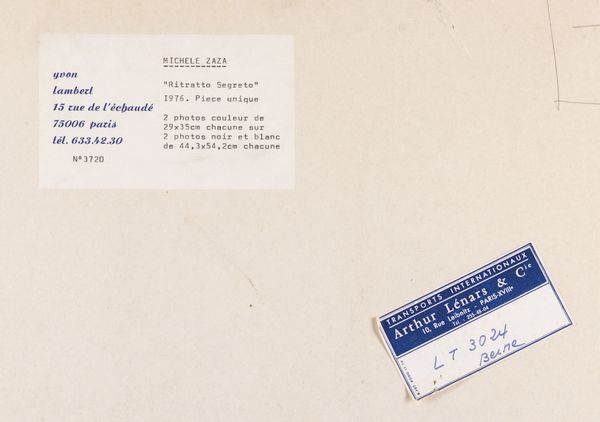 yvon
lambert
15 rue de l'échaudé
75006 paris
tél. 633.42.30
N°3720
MICHELE ZAZA
"Ritratto Segreto"
1976. Piece unique
2 photos couleur de
29x35cm chacune sur
2 photos noir et blanc
de 44,3x54,2cm chacune
TRANSPORTS INTERNATIONAUX
Arthur Lénars & Cie
10, Rue Leibnitz - PARIS-XVIIIe
LT 3024